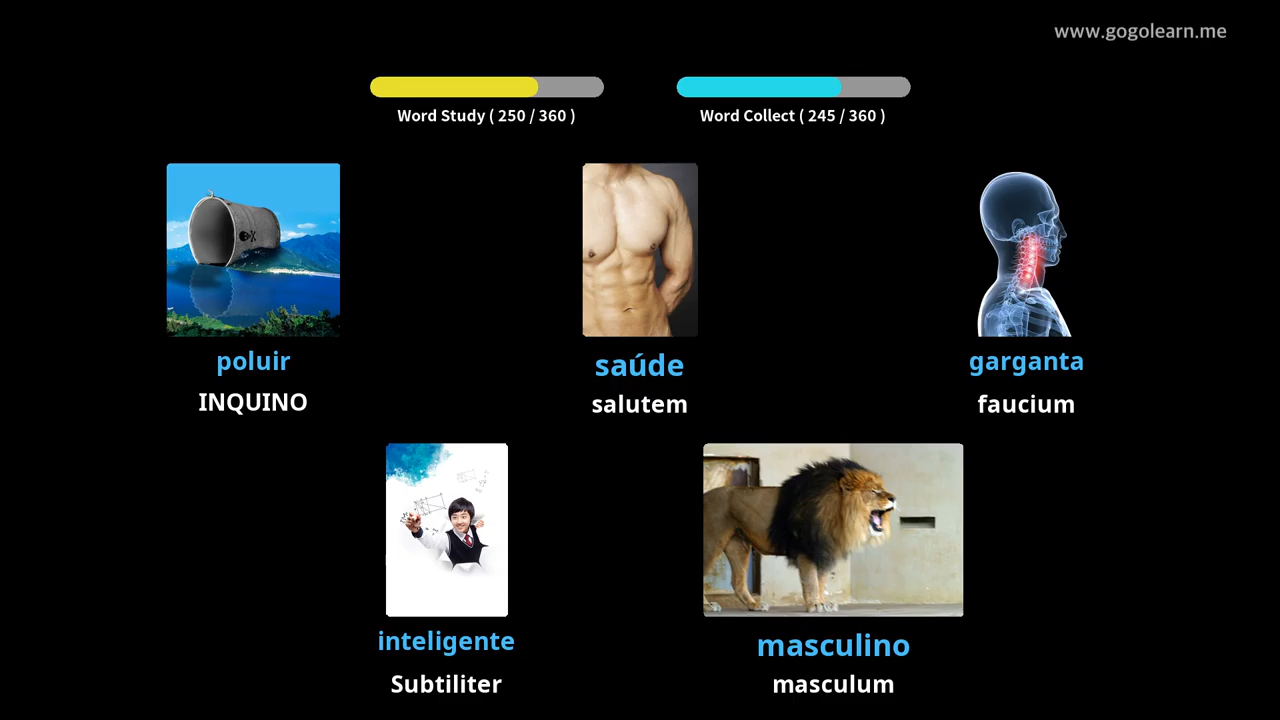 www.gogolearn.me
Word Study ( 250 / 360 )
Word Collect ( 245 / 360 )
poluir
INQUINO
saúde
salutem
garganta
faucium
inteligente
Subtiliter
masculino
masculum